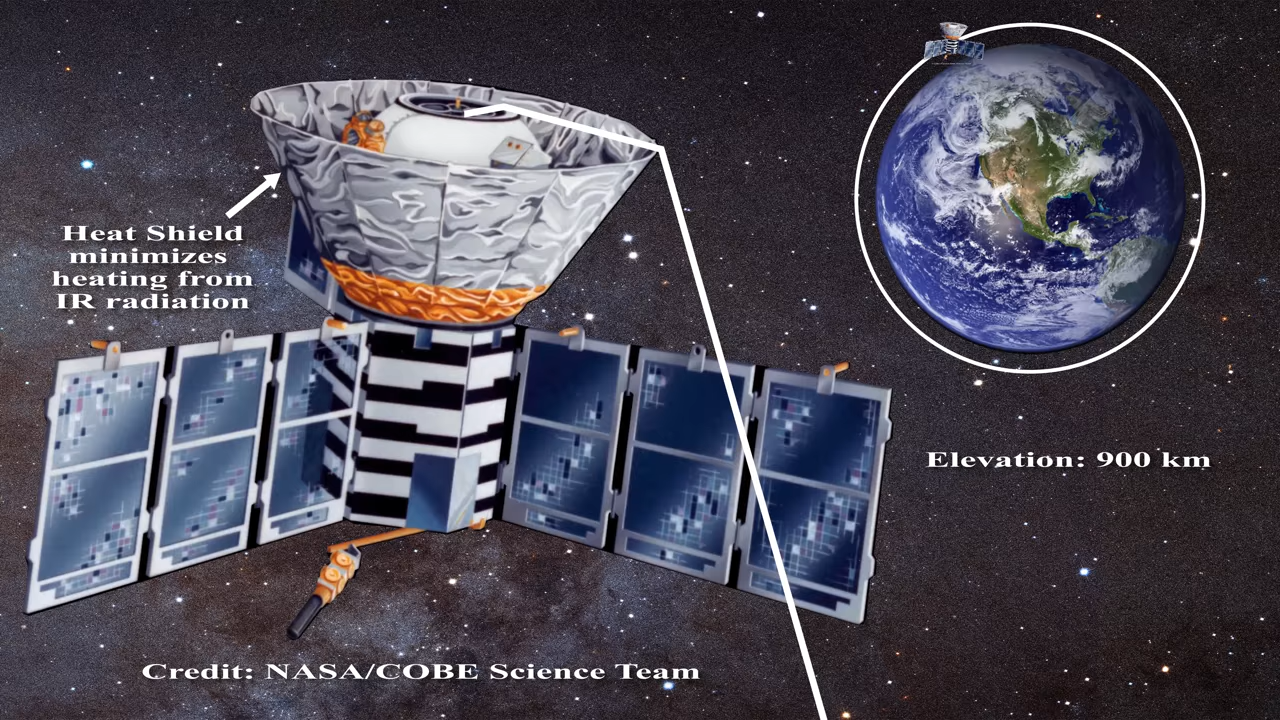 Heat Shield
minimizes
heating from
IR radiation
Elevation: 900 km
Credit: NASA/COBE Science Team